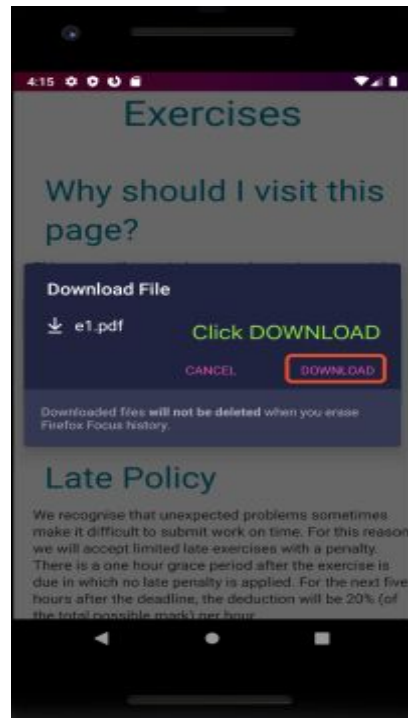 4:15
Exercises
Why should I visit this
page?
Download File
e1.pdf
Click DOWNLOAD
CANCEL
DOWNLOAD
Downloaded files will not be deleted when you erase
Firefox Focus history.
Late Policy
We recognise that unexpected problems sometimes
make it difficult to submit work on time. For this reason
we will accept limited late exercises with a penalty.
There is a one hour grace period after the exercise is
due in which no late penalty is applied. For the next five
hours after the deadline, the deduction will be 20% (of
the total possible mark) per hour